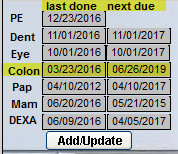 last done next due
PE 12/23/2016
Dent 11/01/2016 11/01/2017
Eye 10/01/2016 10/01/2017
Colon 03/23/2016 06/26/2019
Pap 04/10/2012 04/10/2017
Mam 06/20/2016 05/21/2015
DEXA 06/09/2016 04/05/2017
Add/Update